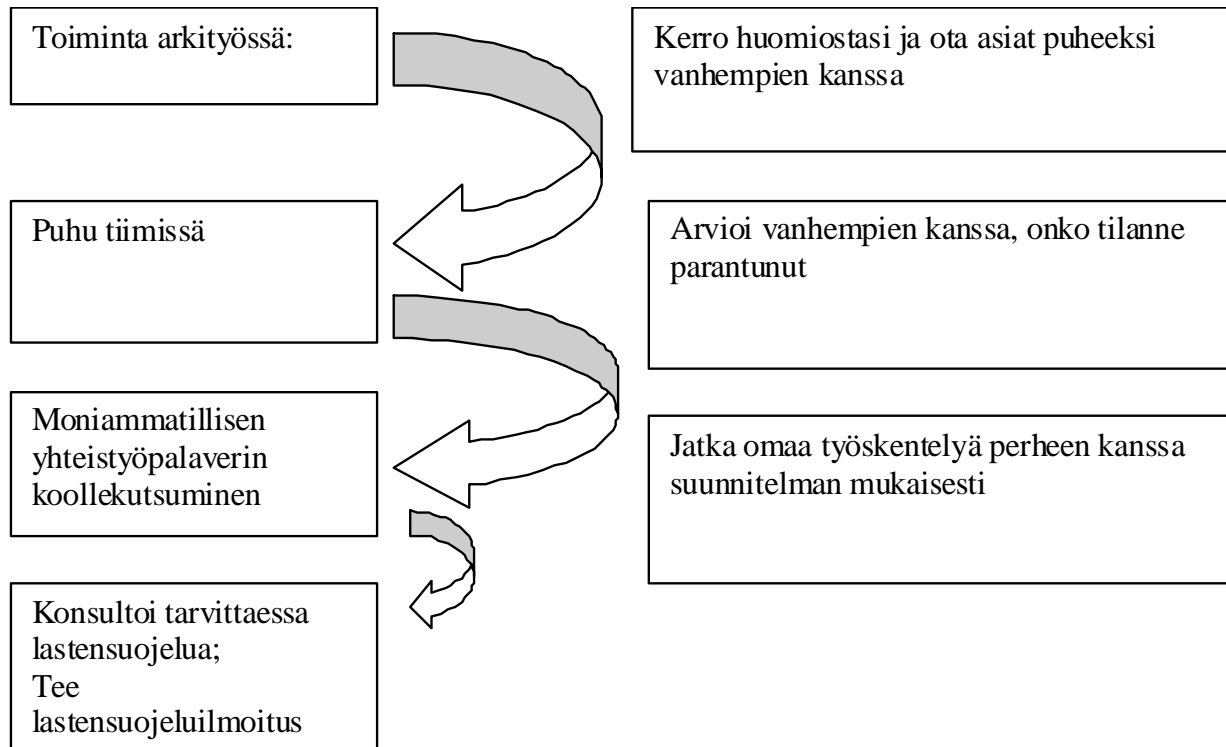 Toiminta arkityössä:
Kerro huomiostasi ja ota asiat puheeksi
vanhempien kanssa
Puhu tiimissä
Arvioi vanhempien kanssa, onko tilanne
parantunut
Moniammatillisen
yhteistyöpalaverin
koollekutsuminen
Jatka omaa työskentelyä perheen kanssa
suunnitelman mukaisesti
Konsultoi tarvittaessa
lastensuojelua;
Tee
lastensuojeluilmoitus